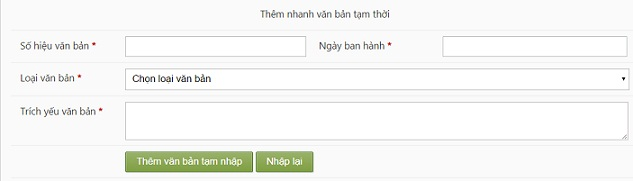 Thêm nhanh văn bản tạm thời
Số hiệu văn bản * Ngày ban hành *
Loại văn bản * Chọn loại văn bản
Trích yếu văn bản *
Thêm văn bản tạm nhập Nhập lại